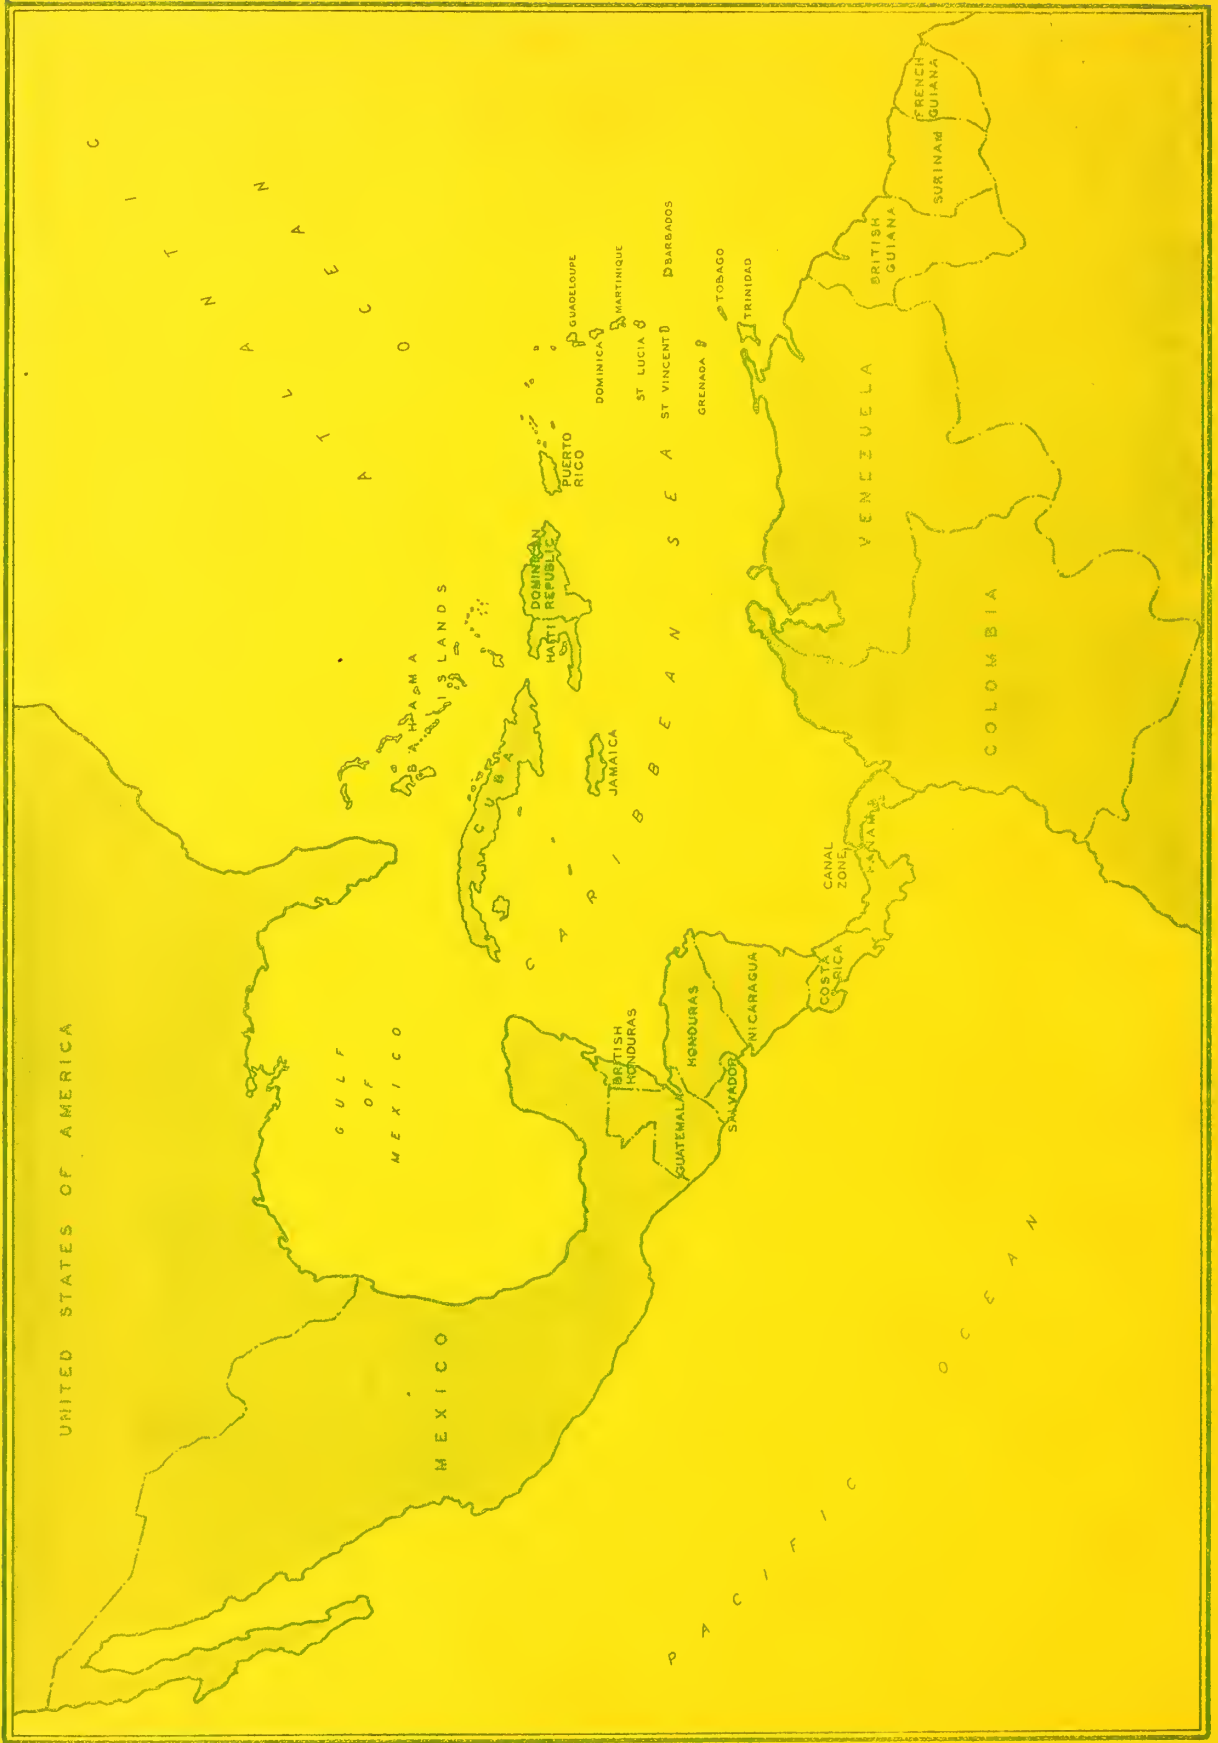 UNITED STATES OF AMERICA
ATLANTIC
OCEAN
GULF
OF
MEXICO
MEXICO
BAHAMA
ISLANDS
CUBA
HAITI
DOMINICAN
REPUBLIC
PUERTO
RICO
JAMAICA
GUADELOUPE
DOMINICA
MARTINIQUE
ST LUCIA
ST VINCENT
BARBADOS
GRENADA
TOBAGO
TRINIDAD
CARIBBEAN SEA
BRITISH
HONDURAS
GUATEMALA
HONDURAS
SALVADOR
NICARAGUA
COSTA
RICA
CANAL
ZONE
PANAMA
COLOMBIA
VENEZUELA
BRITISH
GUIANA
SURINAM
FRENCH
GUIANA
PACIFIC OCEAN